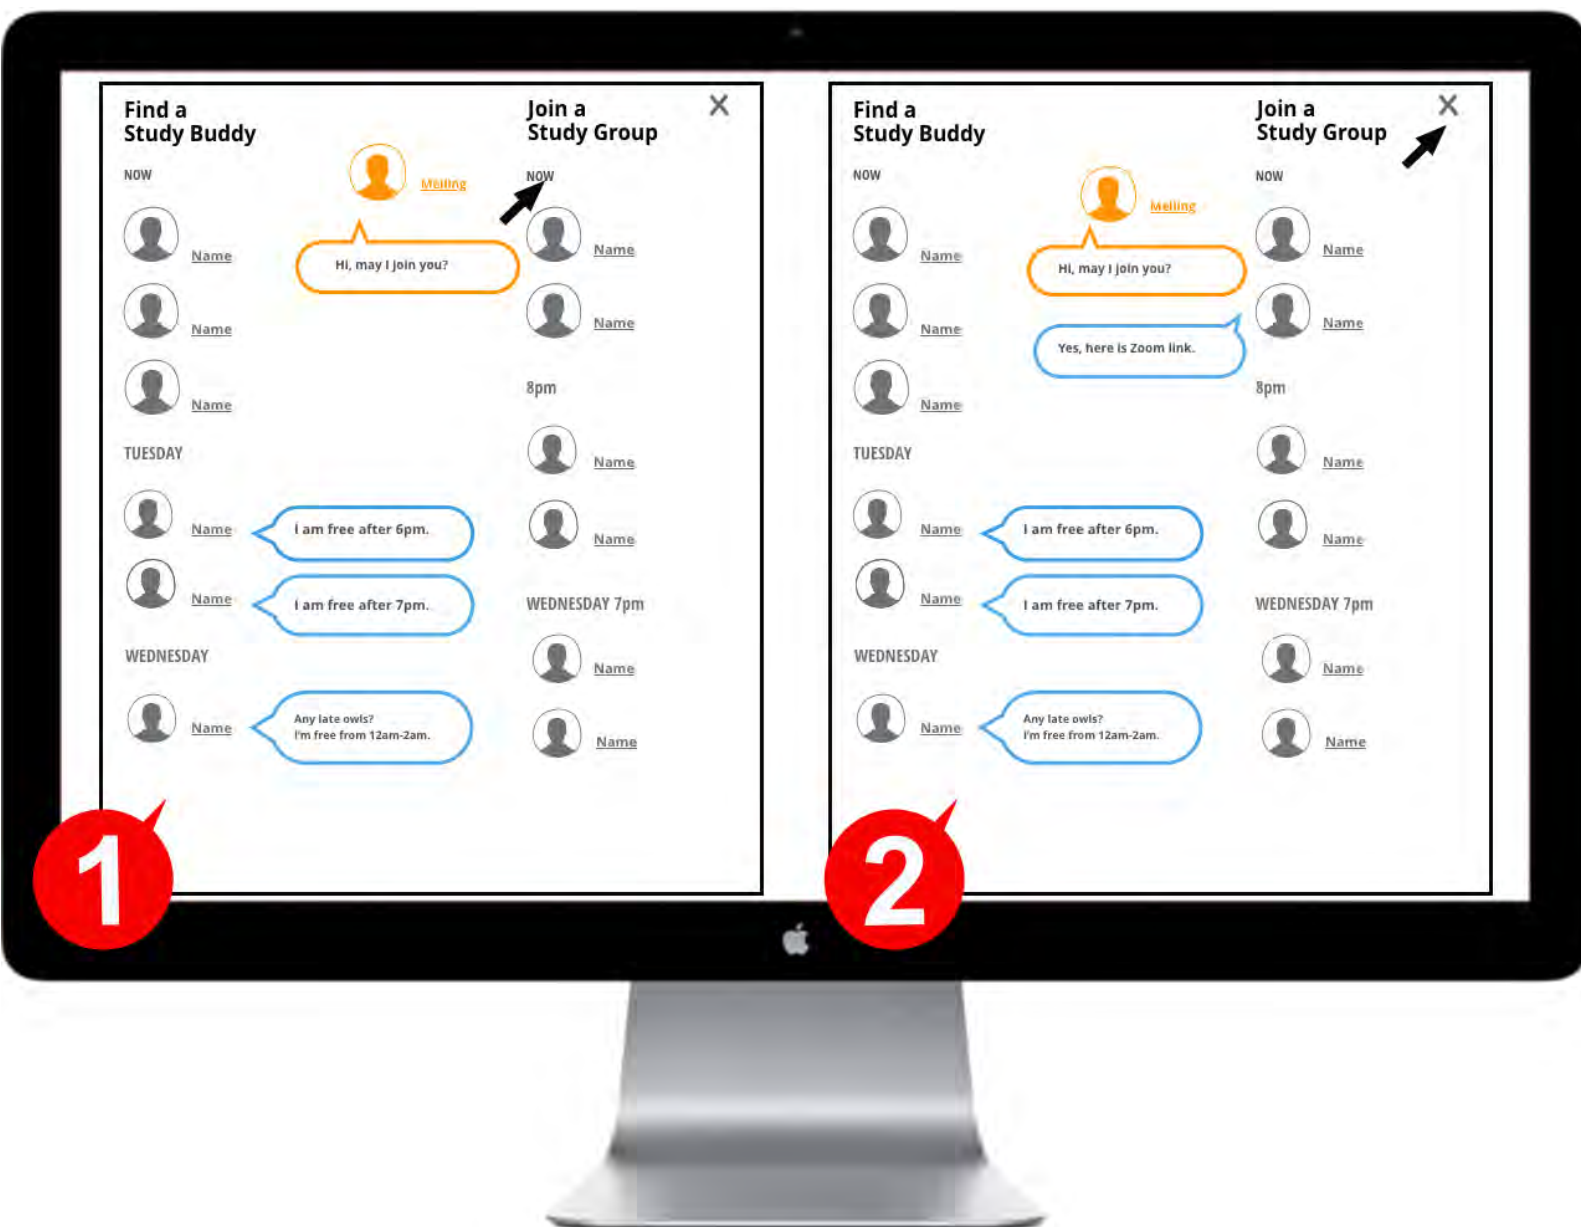 Find a
Study Buddy
NOW
Name
Name
Name
TUESDAY
Name
I am free after 6pm.
Name
I am free after 7pm.
WEDNESDAY
Name
Any late owls?
I'm free from 12am-2am.
Meiling
Hi, may I join you?
Join a
Study Group
X
NOW
Name
Name
8pm
Name
Name
WEDNESDAY 7pm
Name
Name
1
Find a
Study Buddy
NOW
Name
Name
Name
TUESDAY
Name
I am free after 6pm.
Name
I am free after 7pm.
WEDNESDAY
Name
Any late owls?
I'm free from 12am-2am.
Meiling
Hi, may I join you?
Yes, here is Zoom link.
Join a
Study Group
X
NOW
Name
Name
8pm
Name
Name
WEDNESDAY 7pm
Name
Name
2